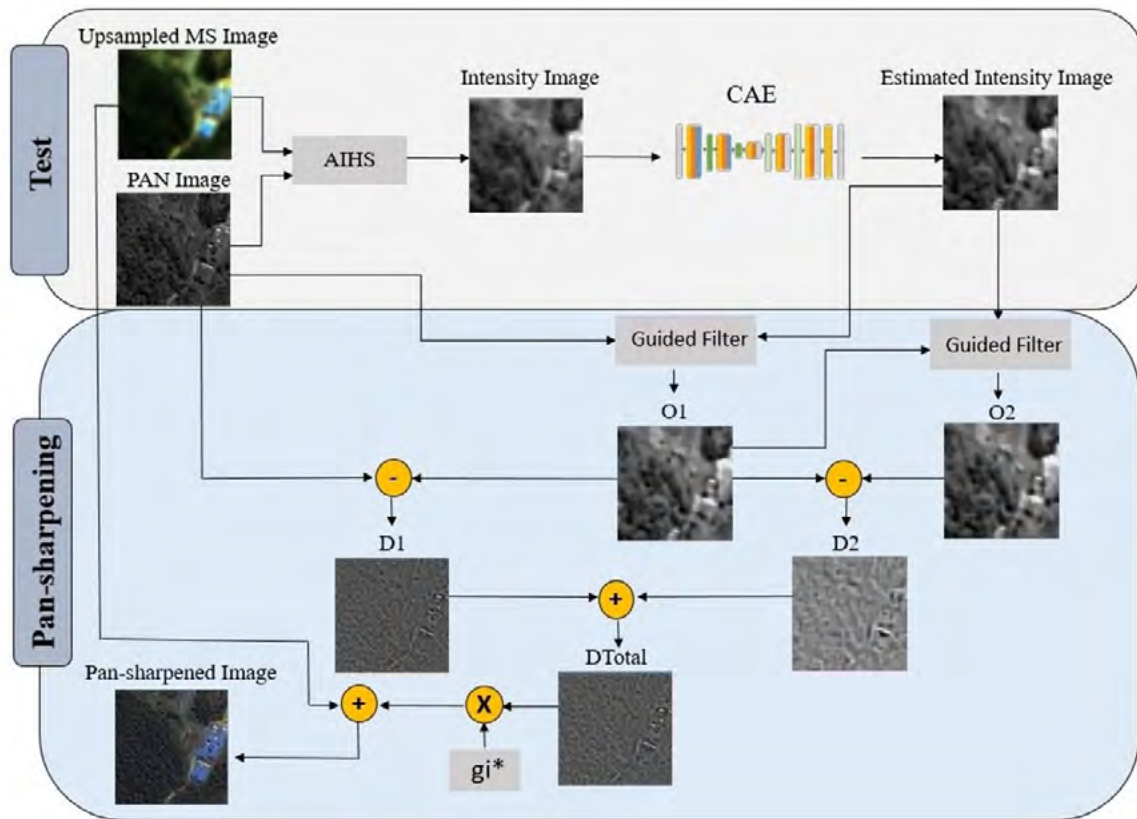 Test
Upsampled MS Image
PAN Image
AIHS
Intensity Image
CAE
Estimated Intensity Image
Pan-sharpening
Guided Filter
Guided Filter
O1
O2
-
-
D1
D2
+
DTotal
Pan-sharpened Image
+
X
gi*